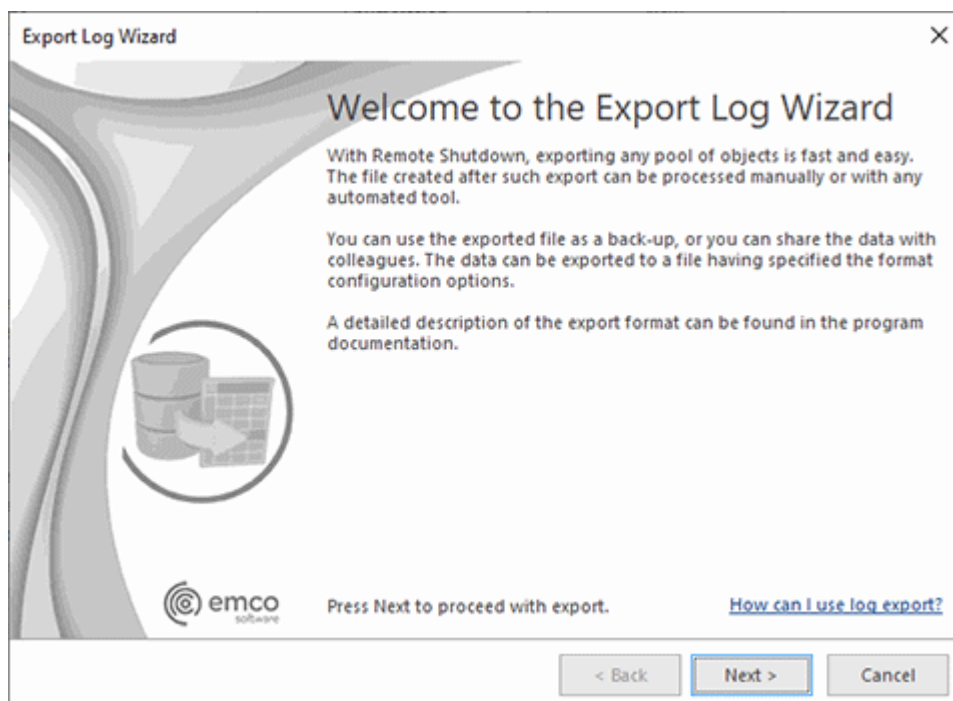 Export Log Wizard
Welcome to the Export Log Wizard
With Remote Shutdown, exporting any pool of objects is fast and easy.
The file created after such export can be processed manually or with any
automated tool.
You can use the exported file as a back-up, or you can share the data with
colleagues. The data can be exported to a file having specified the format
configuration options.
A detailed description of the export format can be found in the program
documentation.
emco
software
Press Next to proceed with export.
How can I use log export?
< Back
Next >
Cancel